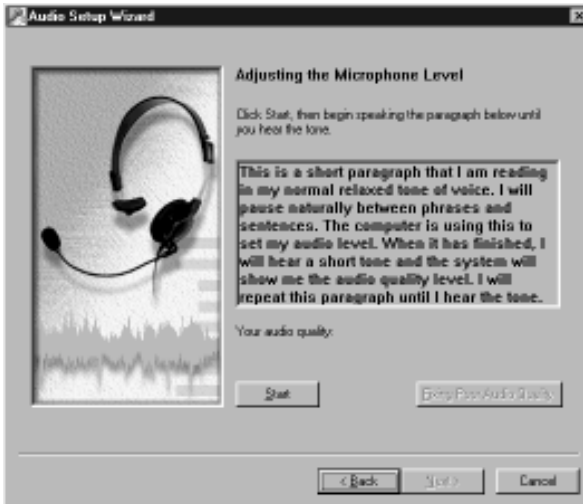 Audio Setup Wizard
Adjusting the Microphone Level
Click Start, then begin speaking the paragraph below until
you hear the tone.
This is a short paragraph that I am reading
in my normal relaxed tone of voice. I will
pause naturally between phrases and
sentences. The computer is using this to
set my audio level. When it has finished, I
will hear a short tone and the system will
show me the audio quality level. I will
repeat this paragraph until I hear the tone.
Your audio quality:
Start
Fixing Poor Audio Quality
< Back
Next >
Cancel